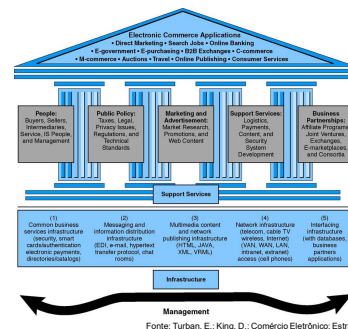 Electronic Commerce Applications
• Direct Marketing • Search Jobs • Online Banking
• E-government • E-purchasing • B2B Exchanges • C-commerce
• M-commerce • Auctions • Travel • Online Publishing • Consumer Services
People:
Buyers, Sellers,
Intermediaries,
Service, IS People,
and Management
Public Policy:
Taxes, Legal,
Privacy Issues,
Regulations, and
Technical
Standards
Marketing and
Advertisement:
Market Research,
Promotions, and
Web Content
Support Services:
Logistics,
Payments,
Content, and
Security
System
Development
Business
Partnerships:
Affiliate Programs
Joint Ventures,
Exchanges,
E-marketplaces,
and Consortia
Support Services
(1)
Common business
services infrastructure
(security, smart
cards/authentication
electronic payments,
directories/catalogs)
(2)
Messaging and
information distribution
infrastructure
(EDI, e-mail, hypertext
transfer protocol, chat
rooms)
(3)
Multimedia content
and network
publishing infrastructure
(HTML, JAVA,
XML, VRML)
(4)
Network infrastructure
(telecom, cable TV
wireless, Internet)
(VAN, WAN, LAN,
intranet, extranet)
access (cell phones)
(5)
Interfacing
infrastructure
(with databases,
business
partners
applications)
Infrastructure
Management
Fonte: Turban, E.; King, D.; Comércio Eletrônico: Estr